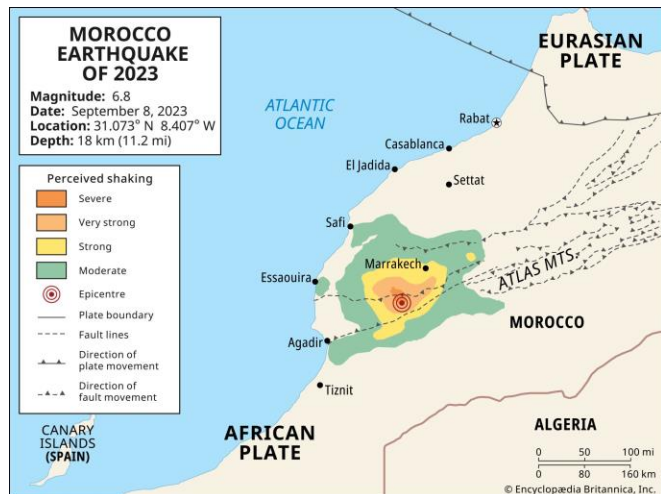 MOROCCO
EARTHQUAKE
OF 2023
Magnitude: 6.8
Date: September 8, 2023
Location: 31.073° N 8.407° W
Depth: 18 km (11.2 mi)
Perceived shaking
Severe
Very strong
Strong
Moderate
Epicentre
Plate boundary
Fault lines
Direction of
plate movement
Direction of
fault movement
EURASIAN
PLATE
ATLANTIC
OCEAN
Rabat
Casablanca
El Jadida
Settat
Safi
Marrakech
Essaouira
ATLAS MTS.
MOROCCO
Agadir
Tiznit
CANARY
ISLANDS
(SPAIN)
AFRICAN
PLATE
ALGERIA
0 50 100 mi
0 80 160 km
© Encyclopædia Britannica, Inc.